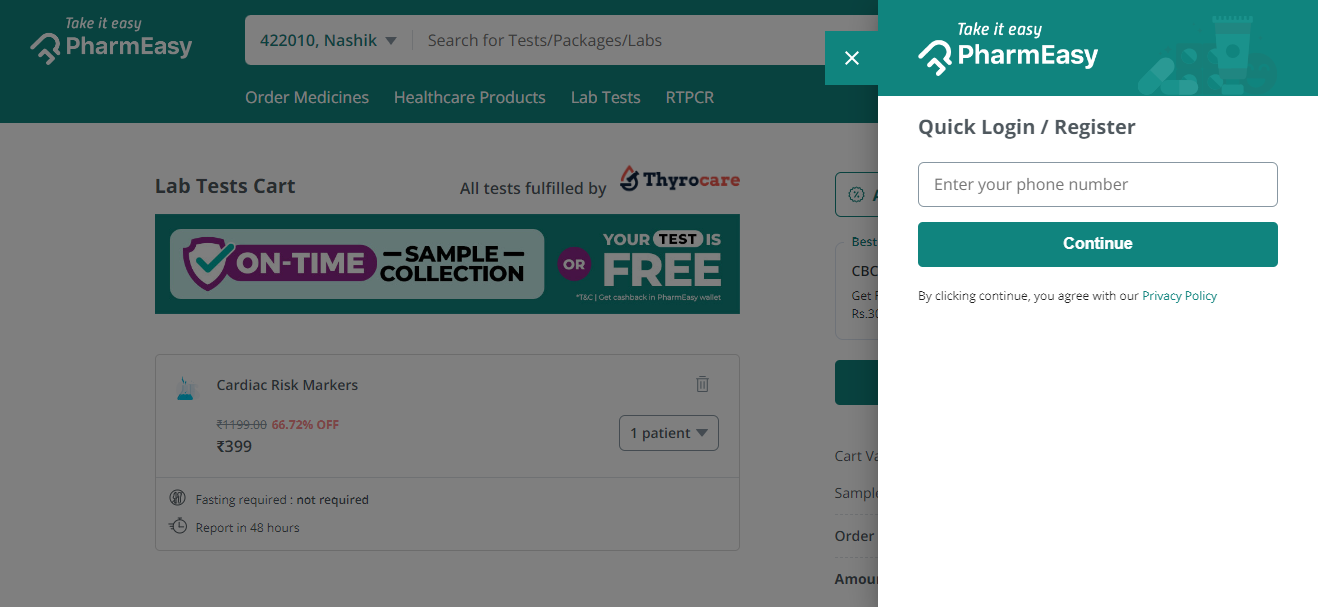 Take it easy
PharmEasy
422010, Nashik
Search for Tests/Packages/Labs
Order Medicines
Healthcare Products
Lab Tests
RTPCR
Lab Tests Cart
All tests fulfilled by
Thyrocare
ON-TIME
SAMPLE
COLLECTION
OR
YOUR TEST IS
FREE
*T&C | Get cashback in PharmEasy wallet
Cardiac Risk Markers
₹1199.00 66.72% OFF
₹399
1 patient
Fasting required : not required
Report in 48 hours
Best
CBC
Get
Rs.30
Cart
Order
Take it easy
PharmEasy
Quick Login / Register
Enter your phone number
Continue
By clicking continue, you agree with our Privacy Policy